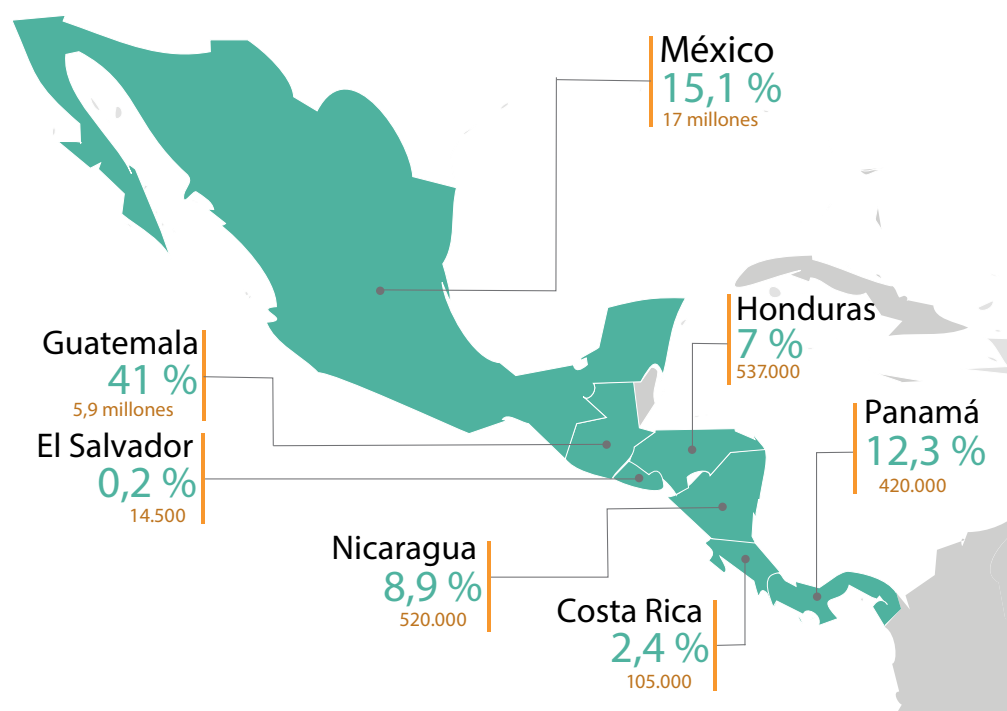 México
15,1 %
17 millones
Honduras
7 %
537.000
Guatemala
41 %
5,9 millones
Panamá
12,3 %
420.000
El Salvador
0,2 %
14.500
Nicaragua
8,9 %
520.000
Costa Rica
2,4 %
105.000